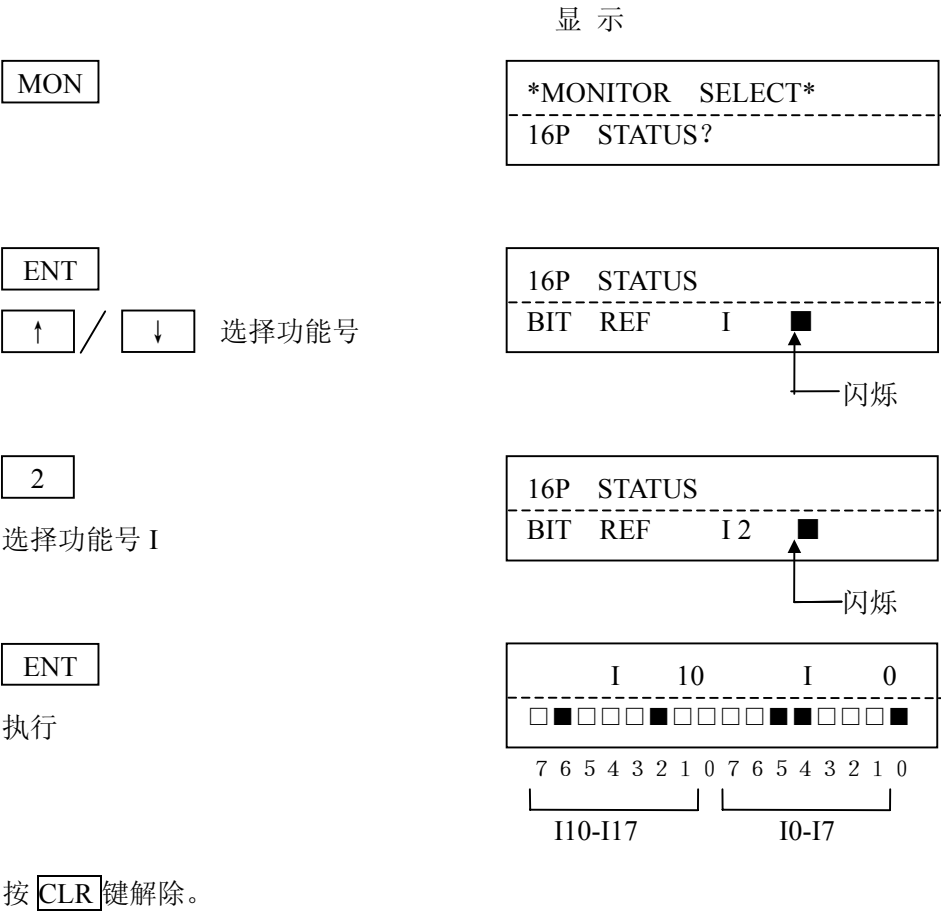 显 示
MON
*MONITOR SELECT*
16P STATUS?
ENT
↑ / ↓ 选择功能号
16P STATUS
BIT REF I ■
闪烁
2
选择功能号 I
16P STATUS
BIT REF I 2 ■
闪烁
ENT
执行
I 10 I 0
□■□□□■□□□□■■□□□■
7 6 5 4 3 2 1 0 7 6 5 4 3 2 1 0
I10-I17 I0-I7
按 CLR 键解除。